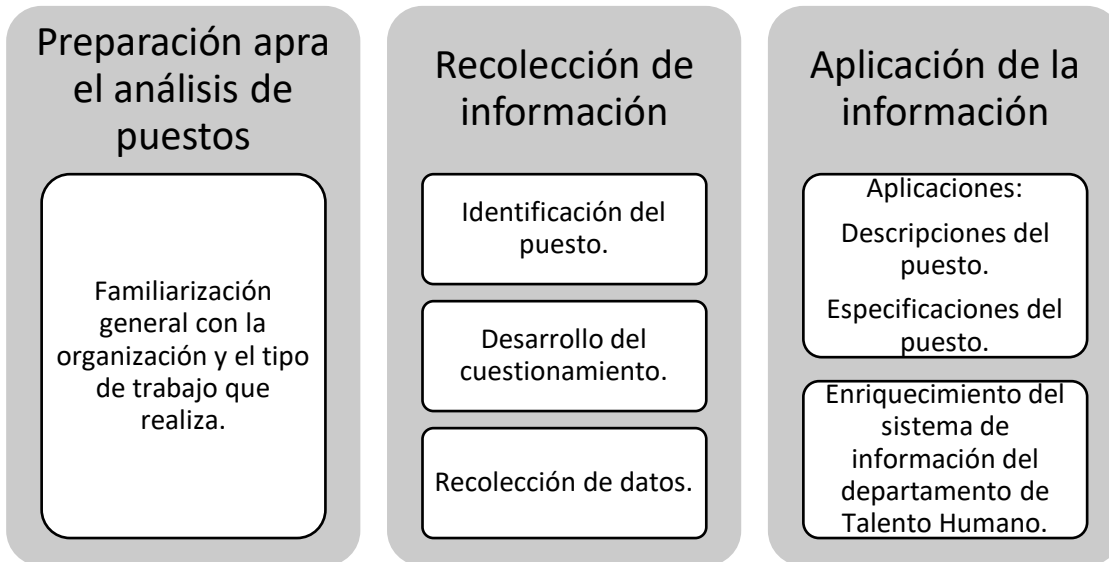 Preparación apra
el análisis de
puestos
Familiarización
general con la
organización y el tipo
de trabajo que
realiza.
Recolección de
información
Identificación del
puesto.
Desarrollo del
cuestionamiento.
Recolección de datos.
Aplicación de la
información
Aplicaciones:
Descripciones del
puesto.
Especificaciones del
puesto.
Enriquecimiento del
sistema de
información del
departamento de
Talento Humano.